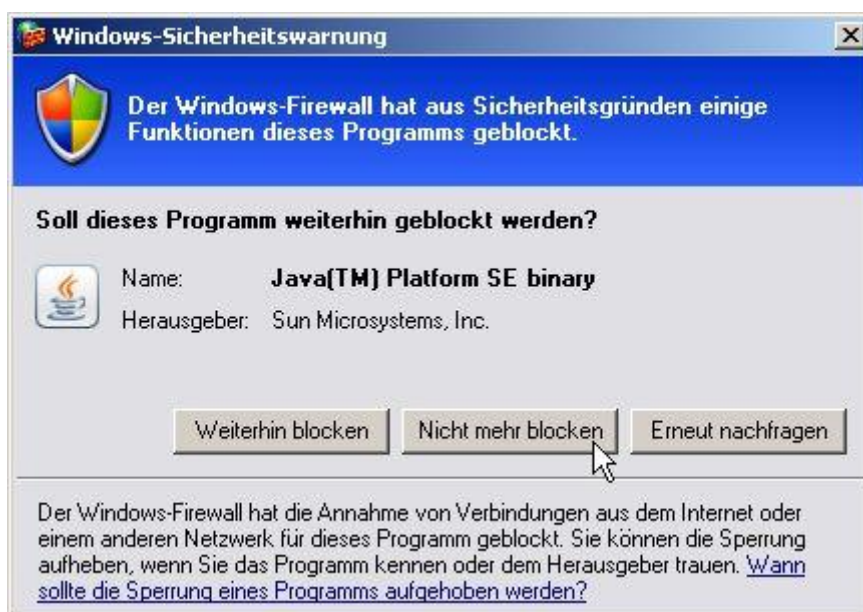 Windows-Sicherheitswarnung
Der Windows-Firewall hat aus Sicherheitsgründen einige
Funktionen dieses Programms geblockt.
Soll dieses Programm weiterhin geblockt werden?
Name: Java(TM) Platform SE binary
Herausgeber: Sun Microsystems, Inc.
Weiterhin blocken Nicht mehr blocken Erneut nachfragen
Der Windows-Firewall hat die Annahme von Verbindungen aus dem Internet oder
einem anderen Netzwerk für dieses Programm geblockt. Sie können die Sperrung
aufheben, wenn Sie das Programm kennen oder dem Herausgeber trauen. Wann
sollte die Sperrung eines Programms aufgehoben werden?